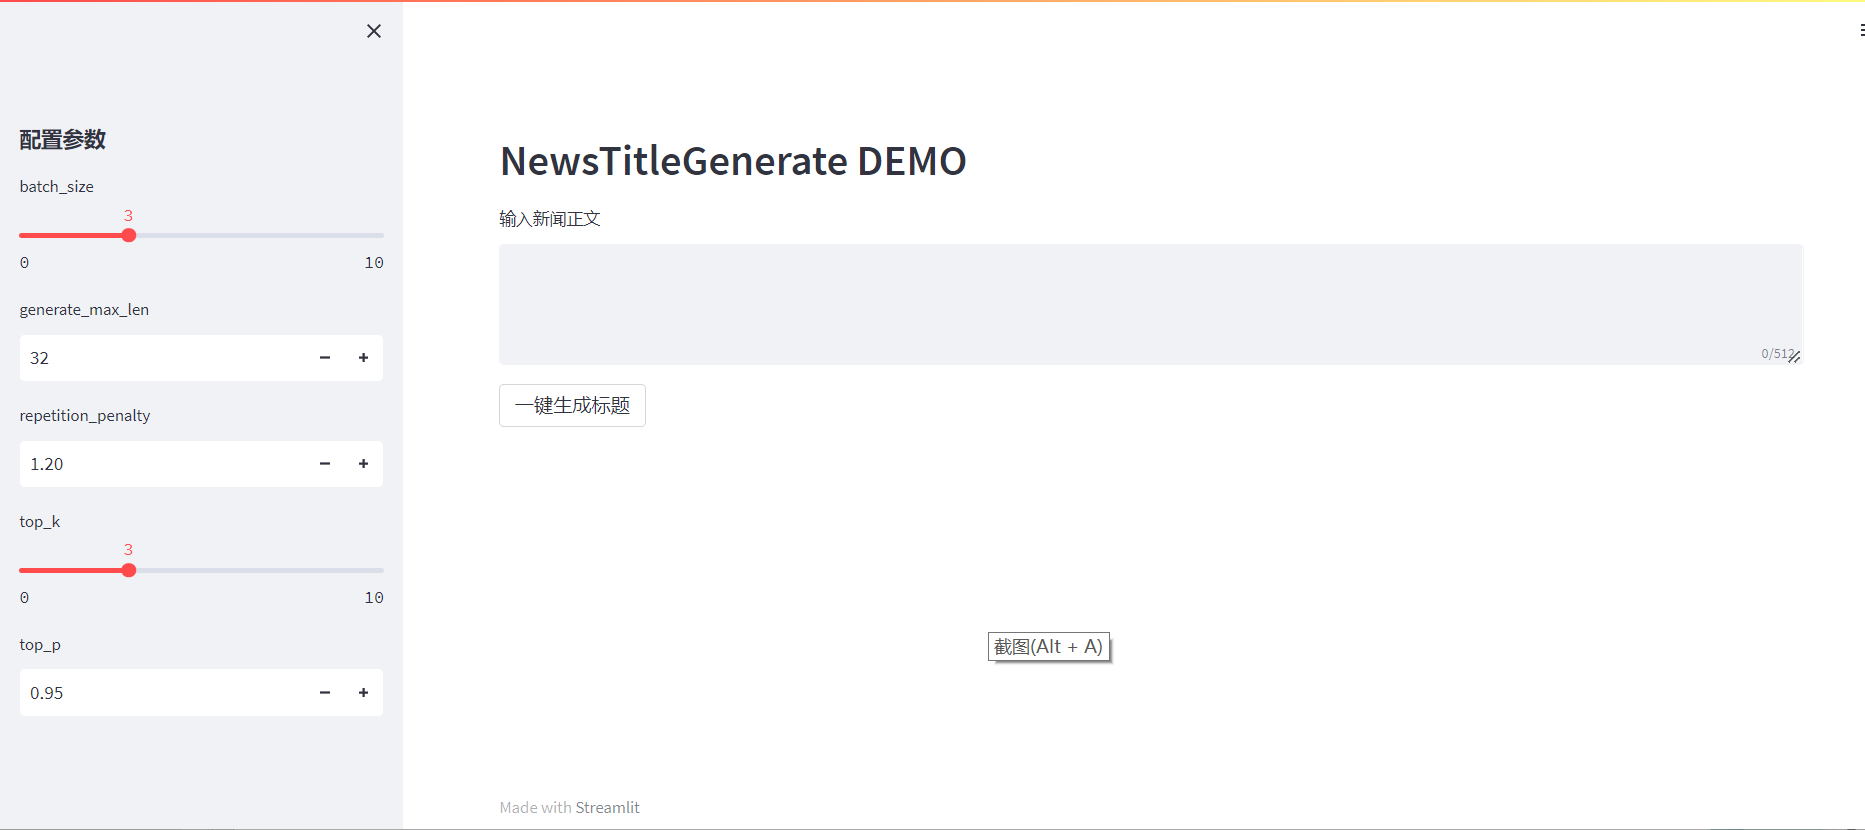 配置参数
batch_size
3
0 10
generate_max_len
32
repetition_penalty
1.20
top_k
3
0 10
top_p
0.95
NewsTitleGenerate DEMO
输入新闻正文
0/512
一键生成标题
截图(Alt + A)
Made with Streamlit